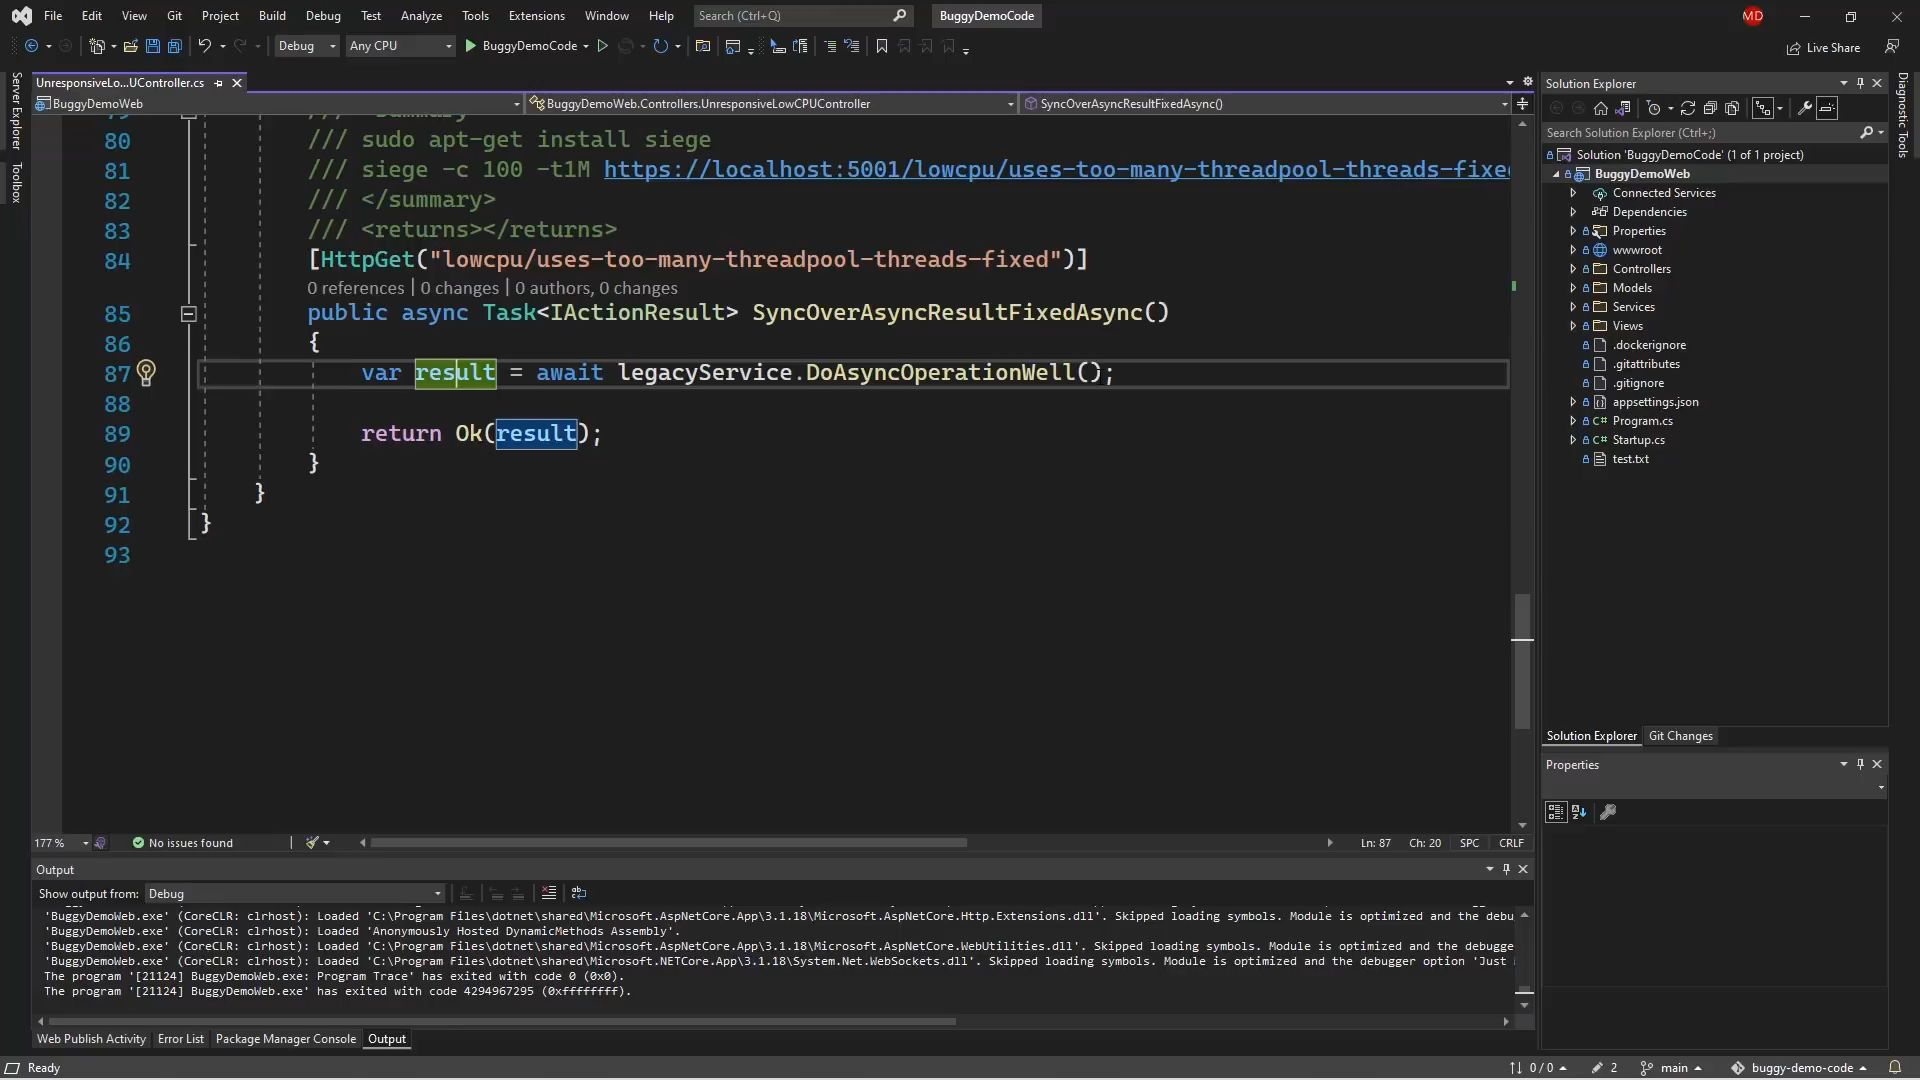 File Edit View Git Project Build Debug Test Analyze Tools Extensions Window Help Search (Ctrl+Q) BuggyDemoCode MD
Debug Any CPU BuggyDemoCode Live Share
Server Explorer
Toolbox
UnresponsiveLo...UController.cs
BuggyDemoWeb BuggyDemoWeb.Controllers.UnresponsiveLowCPUController SyncOverAsyncResultFixedAsync()
80 /// sudo apt-get install siege
81 /// siege -c 100 -t1M https://localhost:5001/lowcpu/uses-too-many-threadpool-threads-fixe
82 /// </summary>
83 /// <returns></returns>
84 [HttpGet("lowcpu/uses-too-many-threadpool-threads-fixed")]
0 references | 0 changes | 0 authors, 0 changes
85 public async Task<IActionResult> SyncOverAsyncResultFixedAsync()
86 {
87 var result = await legacyService.DoAsyncOperationWell();
88
89 return Ok(result);
90 }
91 }
92 }
93
177 % No issues found Ln: 87 Ch: 20 SPC CRLF
Output
Show output from: Debug
'BuggyDemoWeb.exe' (CoreCLR: clrhost): Loaded 'C:\Program Files\dotnet\shared\Microsoft.AspNetCore.App\3.1.18\Microsoft.AspNetCore.Http.Extensions.dll'. Skipped loading symbols. Module is optimized and the debu
'BuggyDemoWeb.exe' (CoreCLR: clrhost): Loaded 'Anonymously Hosted DynamicMethods Assembly'.
'BuggyDemoWeb.exe' (CoreCLR: clrhost): Loaded 'C:\Program Files\dotnet\shared\Microsoft.AspNetCore.App\3.1.18\Microsoft.AspNetCore.WebUtilities.dll'. Skipped loading symbols. Module is optimized and the debugge
'BuggyDemoWeb.exe' (CoreCLR: clrhost): Loaded 'C:\Program Files\dotnet\shared\Microsoft.NETCore.App\3.1.18\System.Net.WebSockets.dll'. Skipped loading symbols. Module is optimized and the debugger option 'Just
The program '[21124] BuggyDemoWeb.exe: Program Trace' has exited with code 0 (0x0).
The program '[21124] BuggyDemoWeb.exe' has exited with code 4294967295 (0xffffffff).
Web Publish Activity Error List Package Manager Console Output
Solution Explorer
Search Solution Explorer (Ctrl+;)
Solution 'BuggyDemoCode' (1 of 1 project)
BuggyDemoWeb
Connected Services
Dependencies
Properties
wwwroot
Controllers
Models
Services
Views
.dockerignore
.gitattributes
.gitignore
appsettings.json
C# Program.cs
C# Startup.cs
test.txt
Solution Explorer Git Changes
Properties
Diagnostic Tools
Ready 0 / 0 2 main buggy-demo-code